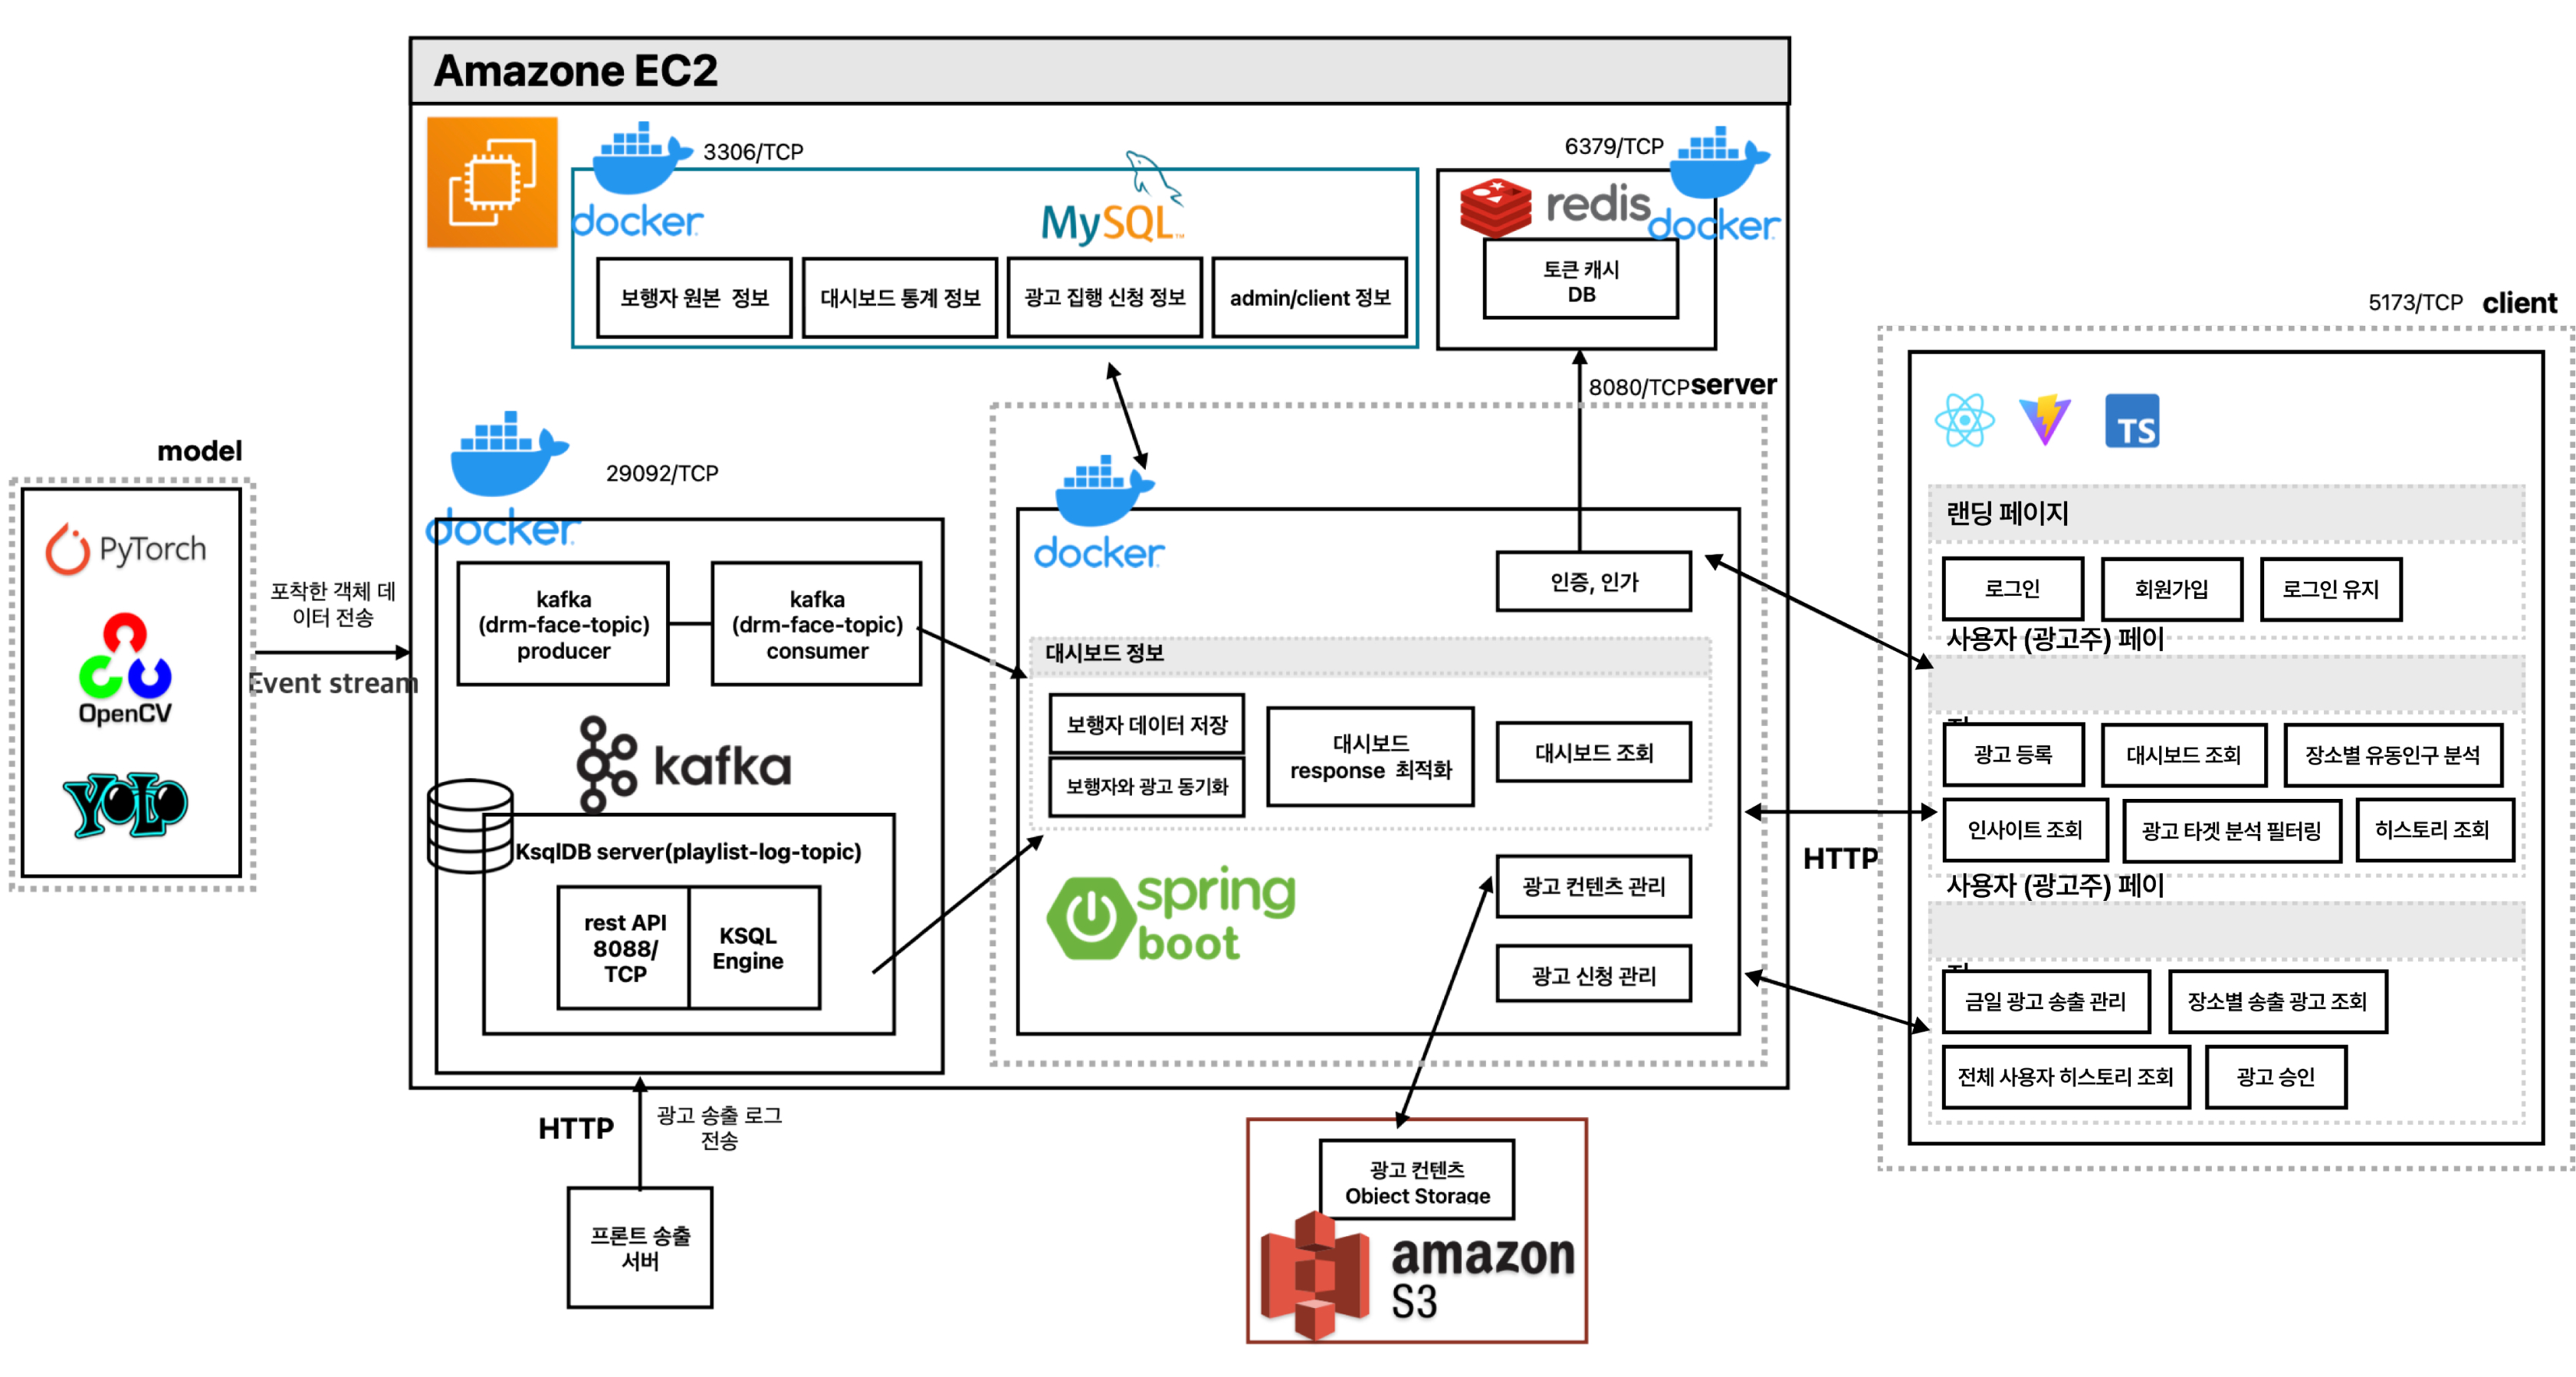 Amazone EC2
docker
3306/TCP
MySQL
보행자 원본 정보
대시보드 통계 정보
광고 집행 신청 정보
admin/client 정보
6379/TCP
redis
docker
토큰 캐시
DB
8080/TCP
server
model
PyTorch
OpenCV
YOLO
포착한 객체 데
이터 전송
Event stream
docker
29092/TCP
kafka
(drm-face-topic)
producer
kafka
(drm-face-topic)
consumer
kafka
KsqlDB server(playlist-log-topic)
rest API
8088/
TCP
KSQL
Engine
HTTP
광고 송출 로그
전송
프론트 송출
서버
docker
인증, 인가
대시보드 정보
보행자 데이터 저장
보행자와 광고 동기화
대시보드
response 최적화
대시보드 조회
spring
boot
광고 컨텐츠 관리
광고 신청 관리
광고 컨텐츠
Object Storage
amazon
S3
HTTP
5173/TCP
client
TS
랜딩 페이지
로그인
회원가입
로그인 유지
사용자 (광고주) 페이
광고 등록
대시보드 조회
장소별 유동인구 분석
인사이트 조회
광고 타겟 분석 필터링
히스토리 조회
사용자 (광고주) 페이
금일 광고 송출 관리
장소별 송출 광고 조회
전체 사용자 히스토리 조회
광고 승인